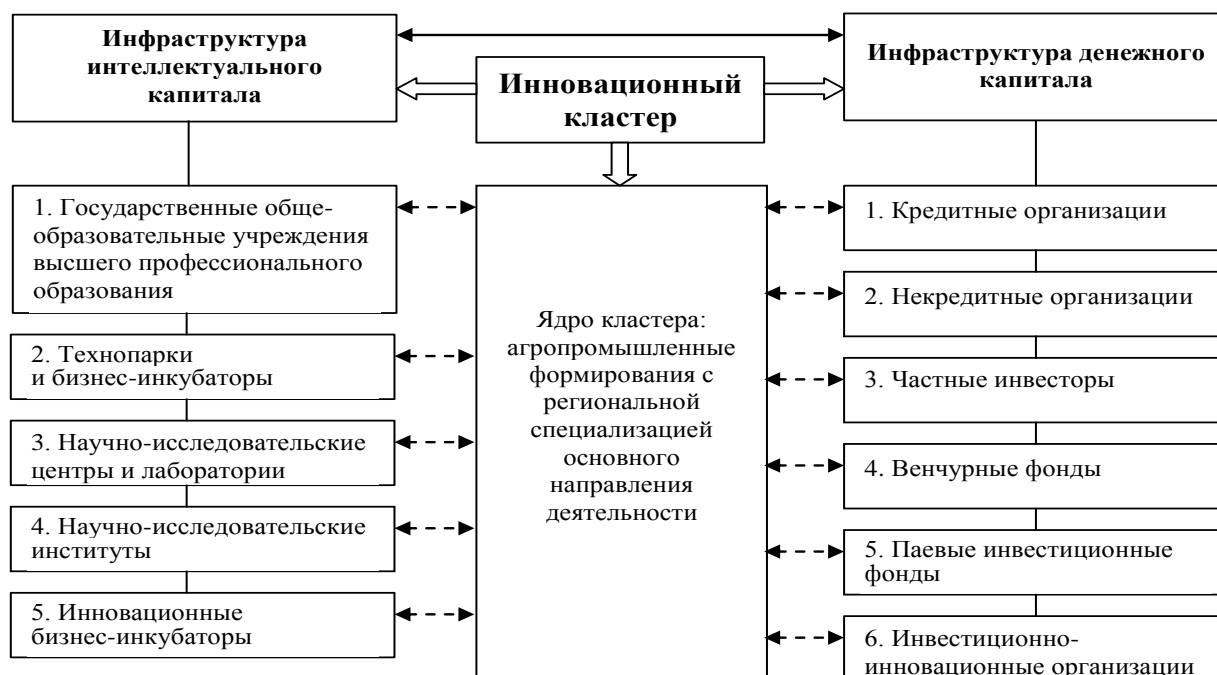 Инфраструктура
интеллектуального
капитала
Инновационный
кластер
Инфраструктура денежного
капитала
1. Государственные обще-
образовательные учреждения
высшего профессионального
образования
2. Технопарки
и бизнес-инкубаторы
3. Научно-исследовательские
центры и лаборатории
4. Научно-исследовательские
институты
5. Инновационные
бизнес-инкубаторы
Ядро кластера:
агропромышленные
формирования с
региональной
специализацией
основного
направления
деятельности
1. Кредитные организации
2. Некредитные организации
3. Частные инвесторы
4. Венчурные фонды
5. Паевые инвестиционные
фонды
6. Инвестиционно-
инновационные организации